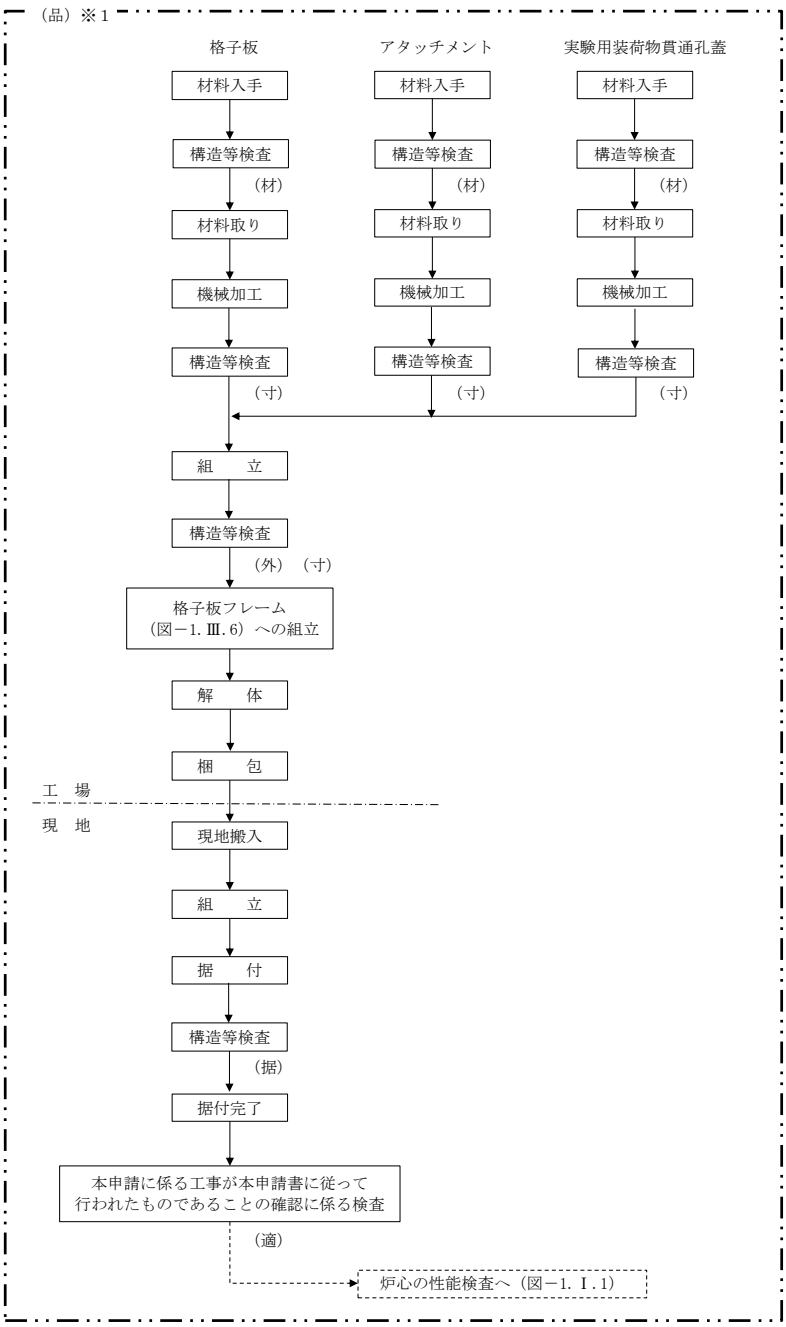 (品)※1
格子板 アタッチメント 実験用装荷物貫通孔蓋
材料入手 材料入手 材料入手
構造等検査 構造等検査 構造等検査
(材) (材) (材)
材料取り 材料取り 材料取り
機械加工 機械加工 機械加工
構造等検査 構造等検査 構造等検査
(寸) (寸) (寸)
組 立
構造等検査
(外) (寸)
格子板フレーム
(図-1.Ⅲ.6)への組立
解 体
梱 包
工 場
現 地
現地搬入
組 立
据 付
構造等検査
(据)
据付完了
本申請に係る工事が本申請書に従って
行われたものであることの確認に係る検査
(適)
炉心の性能検査へ(図-1.Ⅰ.1)